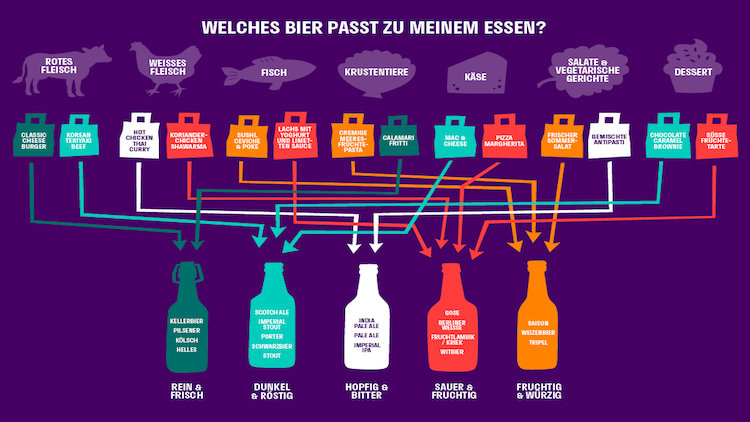 WELCHES BIER PASST ZU MEINEM ESSEN?
ROTES
FLEISCH
WEISSES
FLEISCH
FISCH
KRUSTENTIERE
KÄSE
SALATE &
VEGETARISCHE
GERICHTE
DESSERT
CLASSIC
CHEESE
BURGER
KOREAN
TERIYAKI
BEEF
HOT
CHICKEN
THAI
CURRY
KORIANDER-
CHICKEN
SHAWARMA
SUSHI,
CEVICHE
& POKE
LACHS MIT
YOGHURT
UND LIMET-
TEN SAUCE
CREMIGE
MEERES-
FRÜCHTE-
PASTA
CALAMARI
FRITTI
MAC &
CHEESE
PIZZA
MARGHERITA
FRISCHER
SOMMER-
SALAT
GEMISCHTE
ANTIPASTI
CHOCOLATE
CARAMEL
BROWNIE
SÜSSE
FRÜCHTE-
TARTE
KELLERBIER
PILSENER
KÖLSCH
HELLES
SCOTCH ALE
IMPERIAL
STOUT
PORTER
SCHWARZBIER
STOUT
INDIA
PALE ALE
PALE ALE
IMPERIAL
IPA
GOSE
BERLINER
WEISSE
FRUCHTLAMBIK
/ KRIEK
WITBIER
SAISON
WEIZENBIER
TRIPEL
REIN &
FRISCH
DUNKEL
& RÖSTIG
HOPFIG &
BITTER
SAUER &
FRUCHTIG
FRUCHTIG
& WÜRZIG